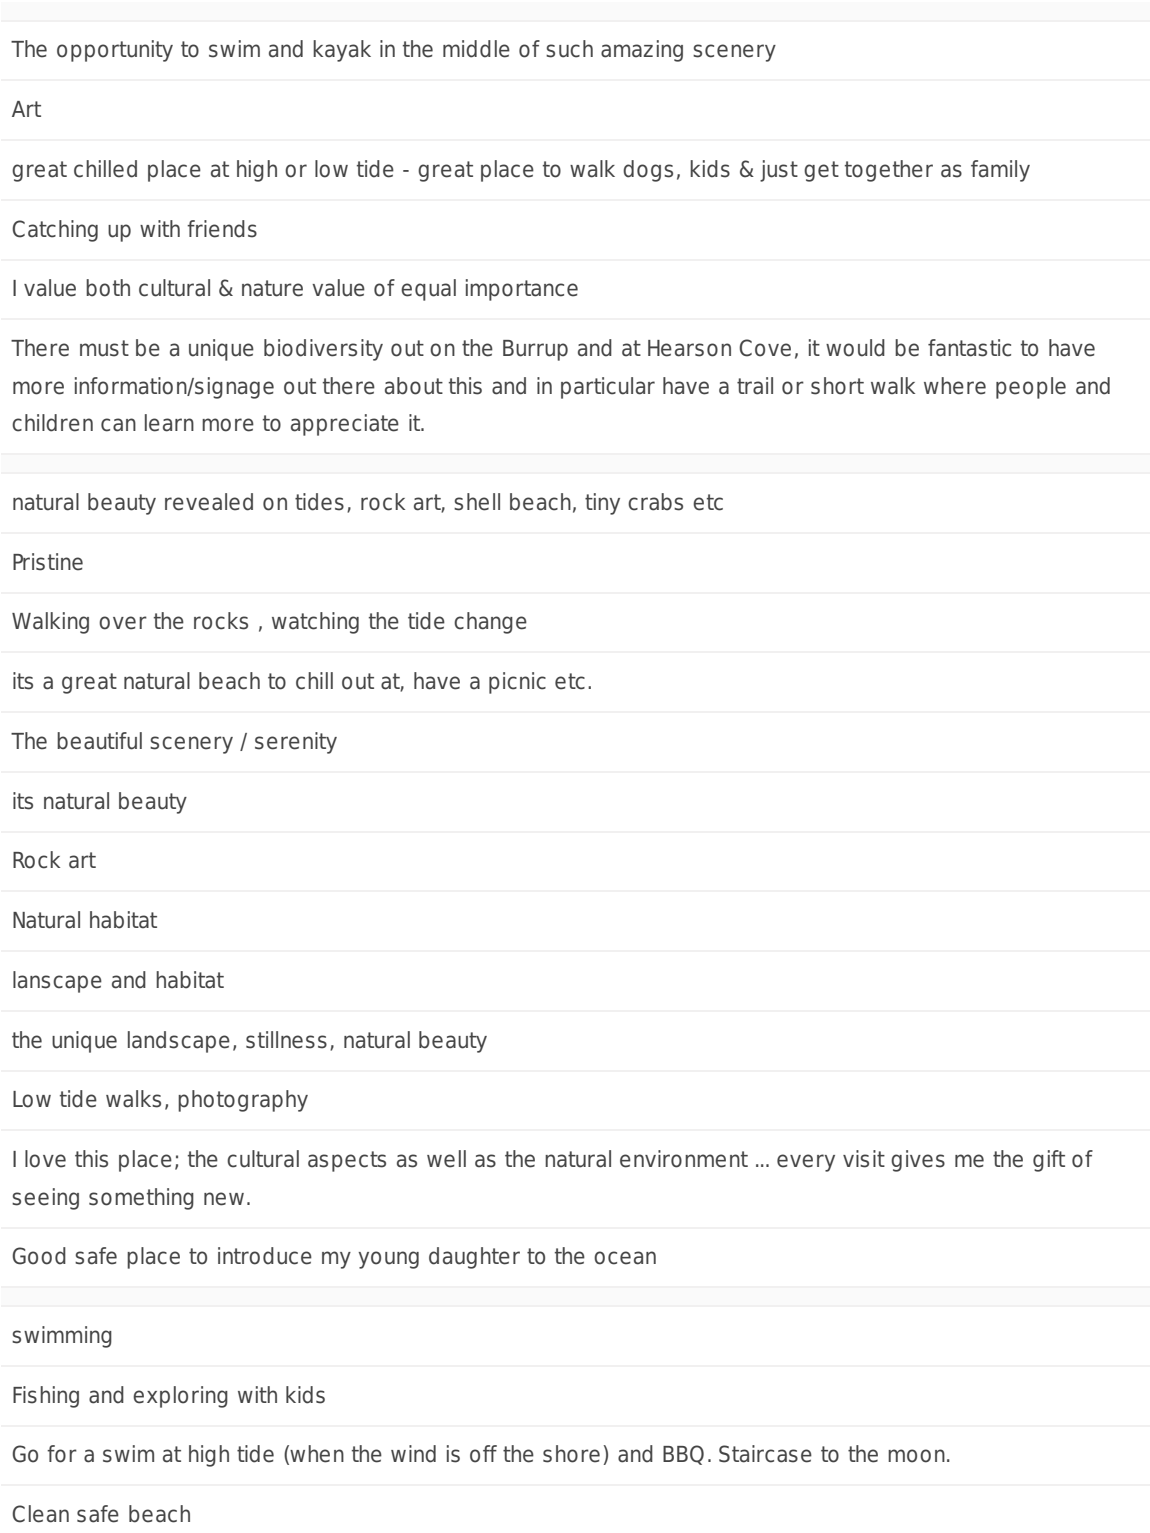 The opportunity to swim and kayak in the middle of such amazing scenery
Art
great chilled place at high or low tide - great place to walk dogs, kids & just get together as family
Catching up with friends
I value both cultural & nature value of equal importance
There must be a unique biodiversity out on the Burrup and at Hearson Cove, it would be fantastic to have
more information/signage out there about this and in particular have a trail or short walk where people and
children can learn more to appreciate it.
natural beauty revealed on tides, rock art, shell beach, tiny crabs etc
Pristine
Walking over the rocks , watching the tide change
its a great natural beach to chill out at, have a picnic etc.
The beautiful scenery / serenity
its natural beauty
Rock art
Natural habitat
lanscape and habitat
the unique landscape, stillness, natural beauty
Low tide walks, photography
I love this place; the cultural aspects as well as the natural environment ... every visit gives me the gift of
seeing something new.
Good safe place to introduce my young daughter to the ocean
swimming
Fishing and exploring with kids
Go for a swim at high tide (when the wind is off the shore) and BBQ. Staircase to the moon.
Clean safe beach